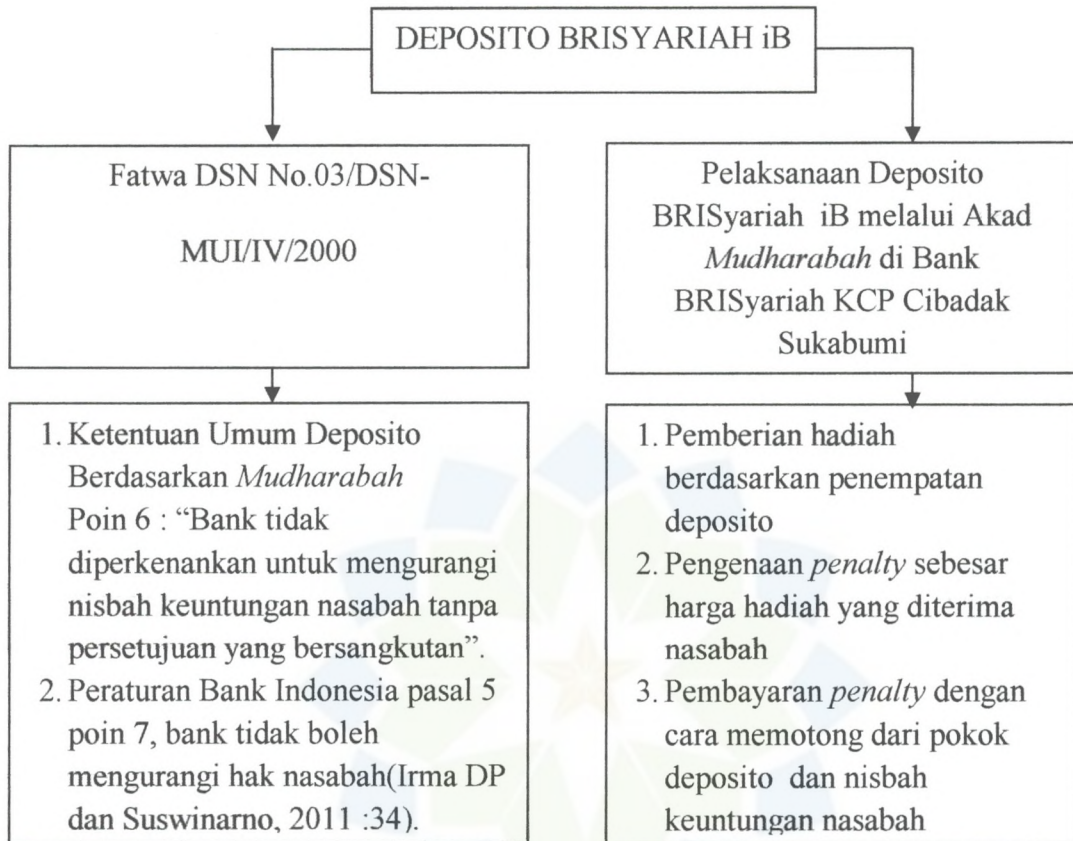 DEPOSITO BRISYARIAH iB
Fatwa DSN No.03/DSN-
MUI/IV/2000
Pelaksanaan Deposito
BRISyariah iB melalui Akad
Mudharabah di Bank
BRISyariah KCP Cibadak
Sukabumi
1. Ketentuan Umum Deposito
Berdasarkan Mudharabah
Poin 6 : “Bank tidak
diperkenankan untuk mengurangi
nisbah keuntungan nasabah tanpa
persetujuan yang bersangkutan”.
2. Peraturan Bank Indonesia pasal 5
poin 7, bank tidak boleh
mengurangi hak nasabah(Irma DP
dan Suswinarno, 2011 :34).
1. Pemberian hadiah
berdasarkan penempatan
deposito
2. Pengenaan penalty sebesar
harga hadiah yang diterima
nasabah
3. Pembayaran penalty dengan
cara memotong dari pokok
deposito dan nisbah
keuntungan nasabah